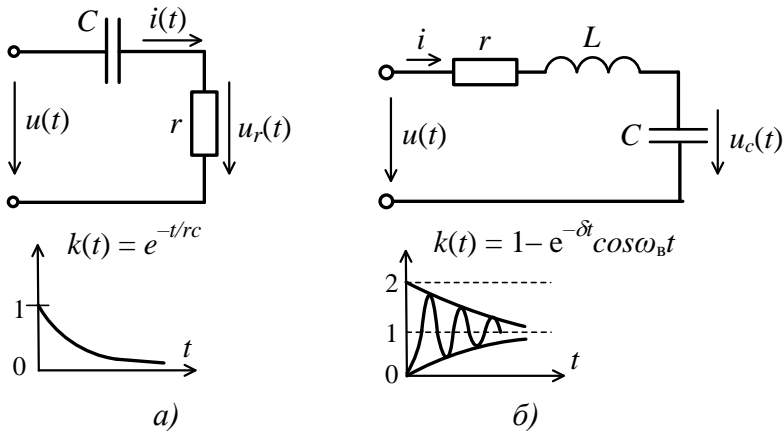 C
i(t)
u(t)
r
u_r(t)
i
r
L
u(t)
C
u_c(t)
k(t) = e^{-t/rc}
1
0
t
k(t) = 1– e^{-δt}cosω_в t
2
1
0
t
а)
б)